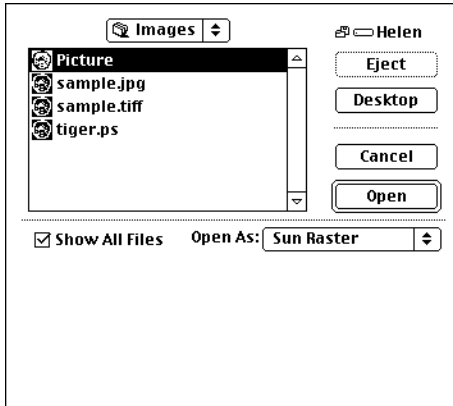 Images
Helen
Picture
sample.jpg
sample.tiff
tiger.ps
Eject
Desktop
Cancel
Open
Show All Files
Open As: Sun Raster